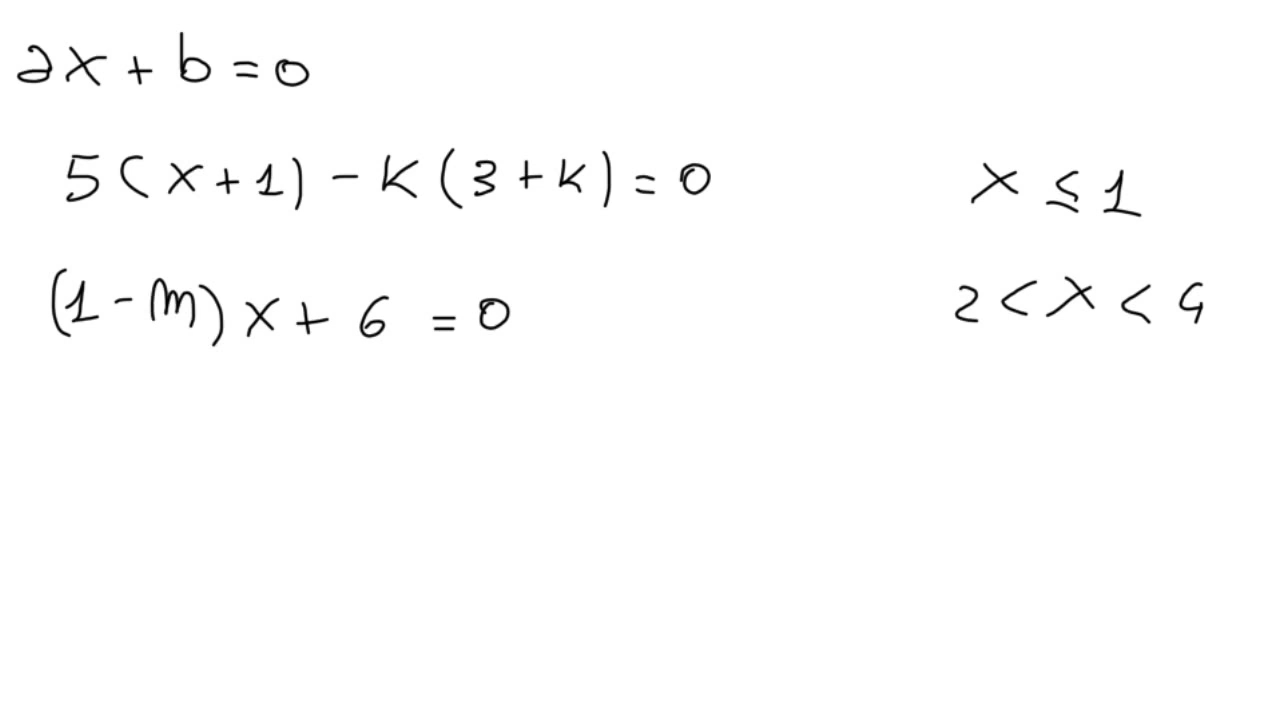 ax + b = 0
5(x+1) - k(3+k) = 0
x ≤ 1
(1-m)x + 6 = 0
2 < x < 4